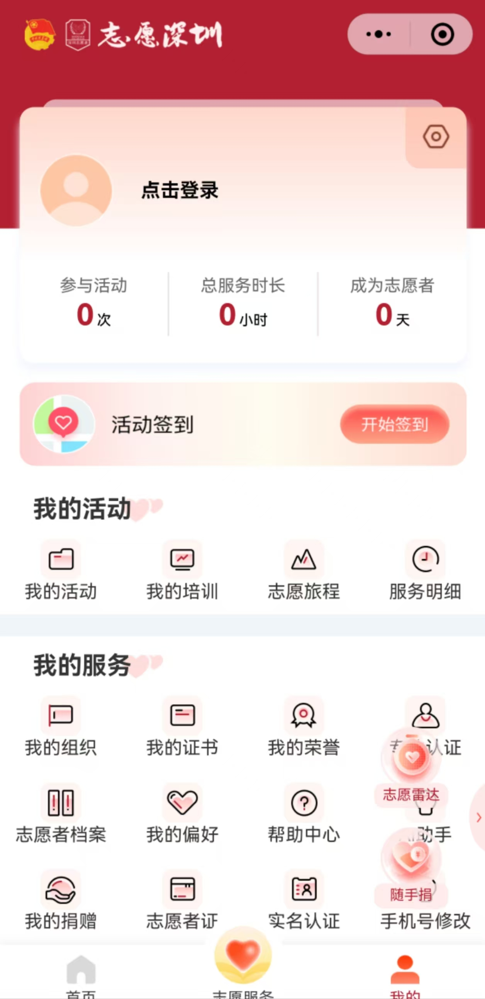 志愿深圳
点击登录
参与活动 总服务时长 成为志愿者
0次 0小时 0天
活动签到 开始签到
我的活动
我的活动 我的培训 志愿旅程 服务明细
我的服务
我的组织 我的证书 我的荣誉 认证
志愿雷达
志愿者档案 我的偏好 帮助中心 助手
随手捐
我的捐赠 志愿者证 实名认证 手机号修改
首页 志愿服务 我的